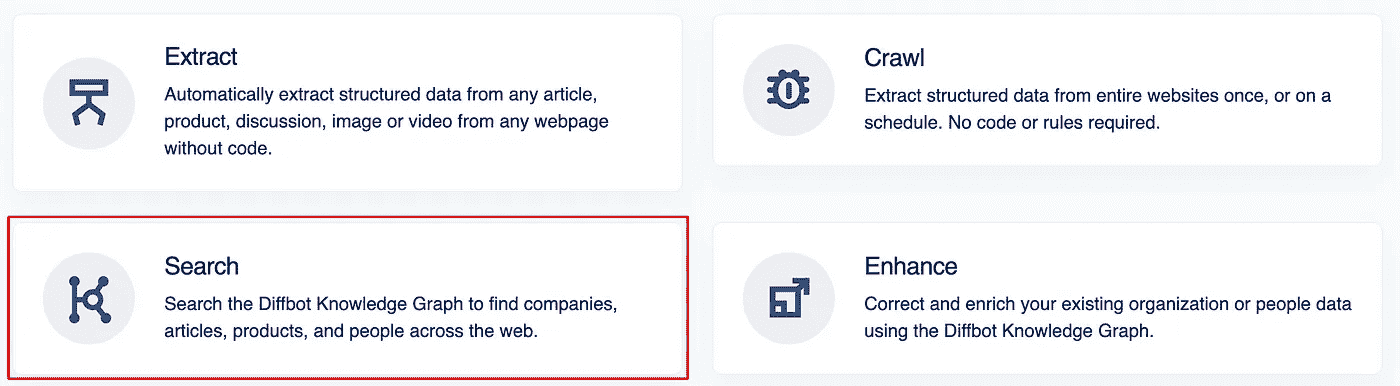 Extract
Automatically extract structured data from any article,
product, discussion, image or video from any webpage
without code.
Crawl
Extract structured data from entire websites once, or on a
schedule. No code or rules required.
Search
Search the Diffbot Knowledge Graph to find companies,
articles, products, and people across the web.
Enhance
Correct and enrich your existing organization or people data
using the Diffbot Knowledge Graph.